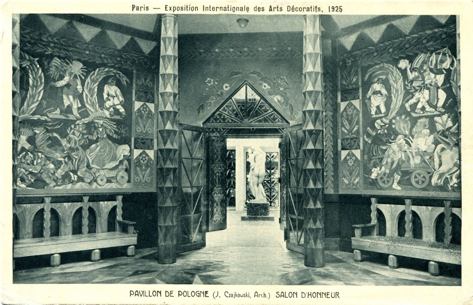 Paris — Exposition Internationale des Arts Décoratifs, 1925
PAVILLON DE POLOGNE (J. Czajkowski, Arch.) SALON D'HONNEUR